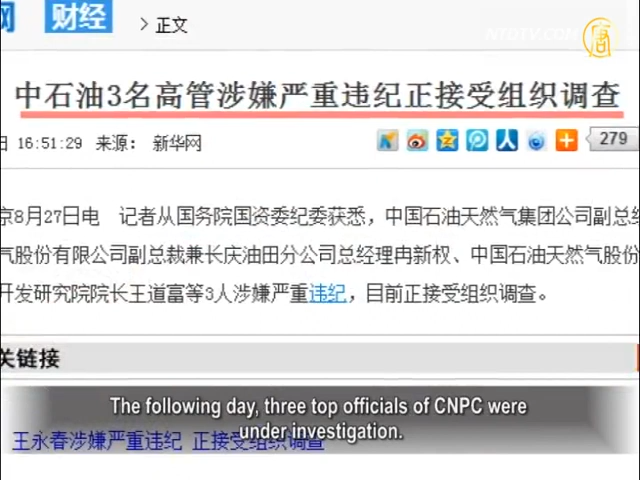 网 财经 > 正文
NTDTV.COM 唐
中石油3名高管涉嫌严重违纪正接受组织调查
日 16:51:29 来源: 新华网 279
京8月27日电 记者从国务院国资委纪委获悉，中国石油天然气集团公司副总经
气股份有限公司副总裁兼长庆油田分公司总经理冉新权、中国石油天然气股份
开发研究院院长王道富等3人涉嫌严重违纪，目前正接受组织调查。
关链接
The following day, three top officials of CNPC were
under investigation.
王永春涉嫌严重违纪 正接受组织调查